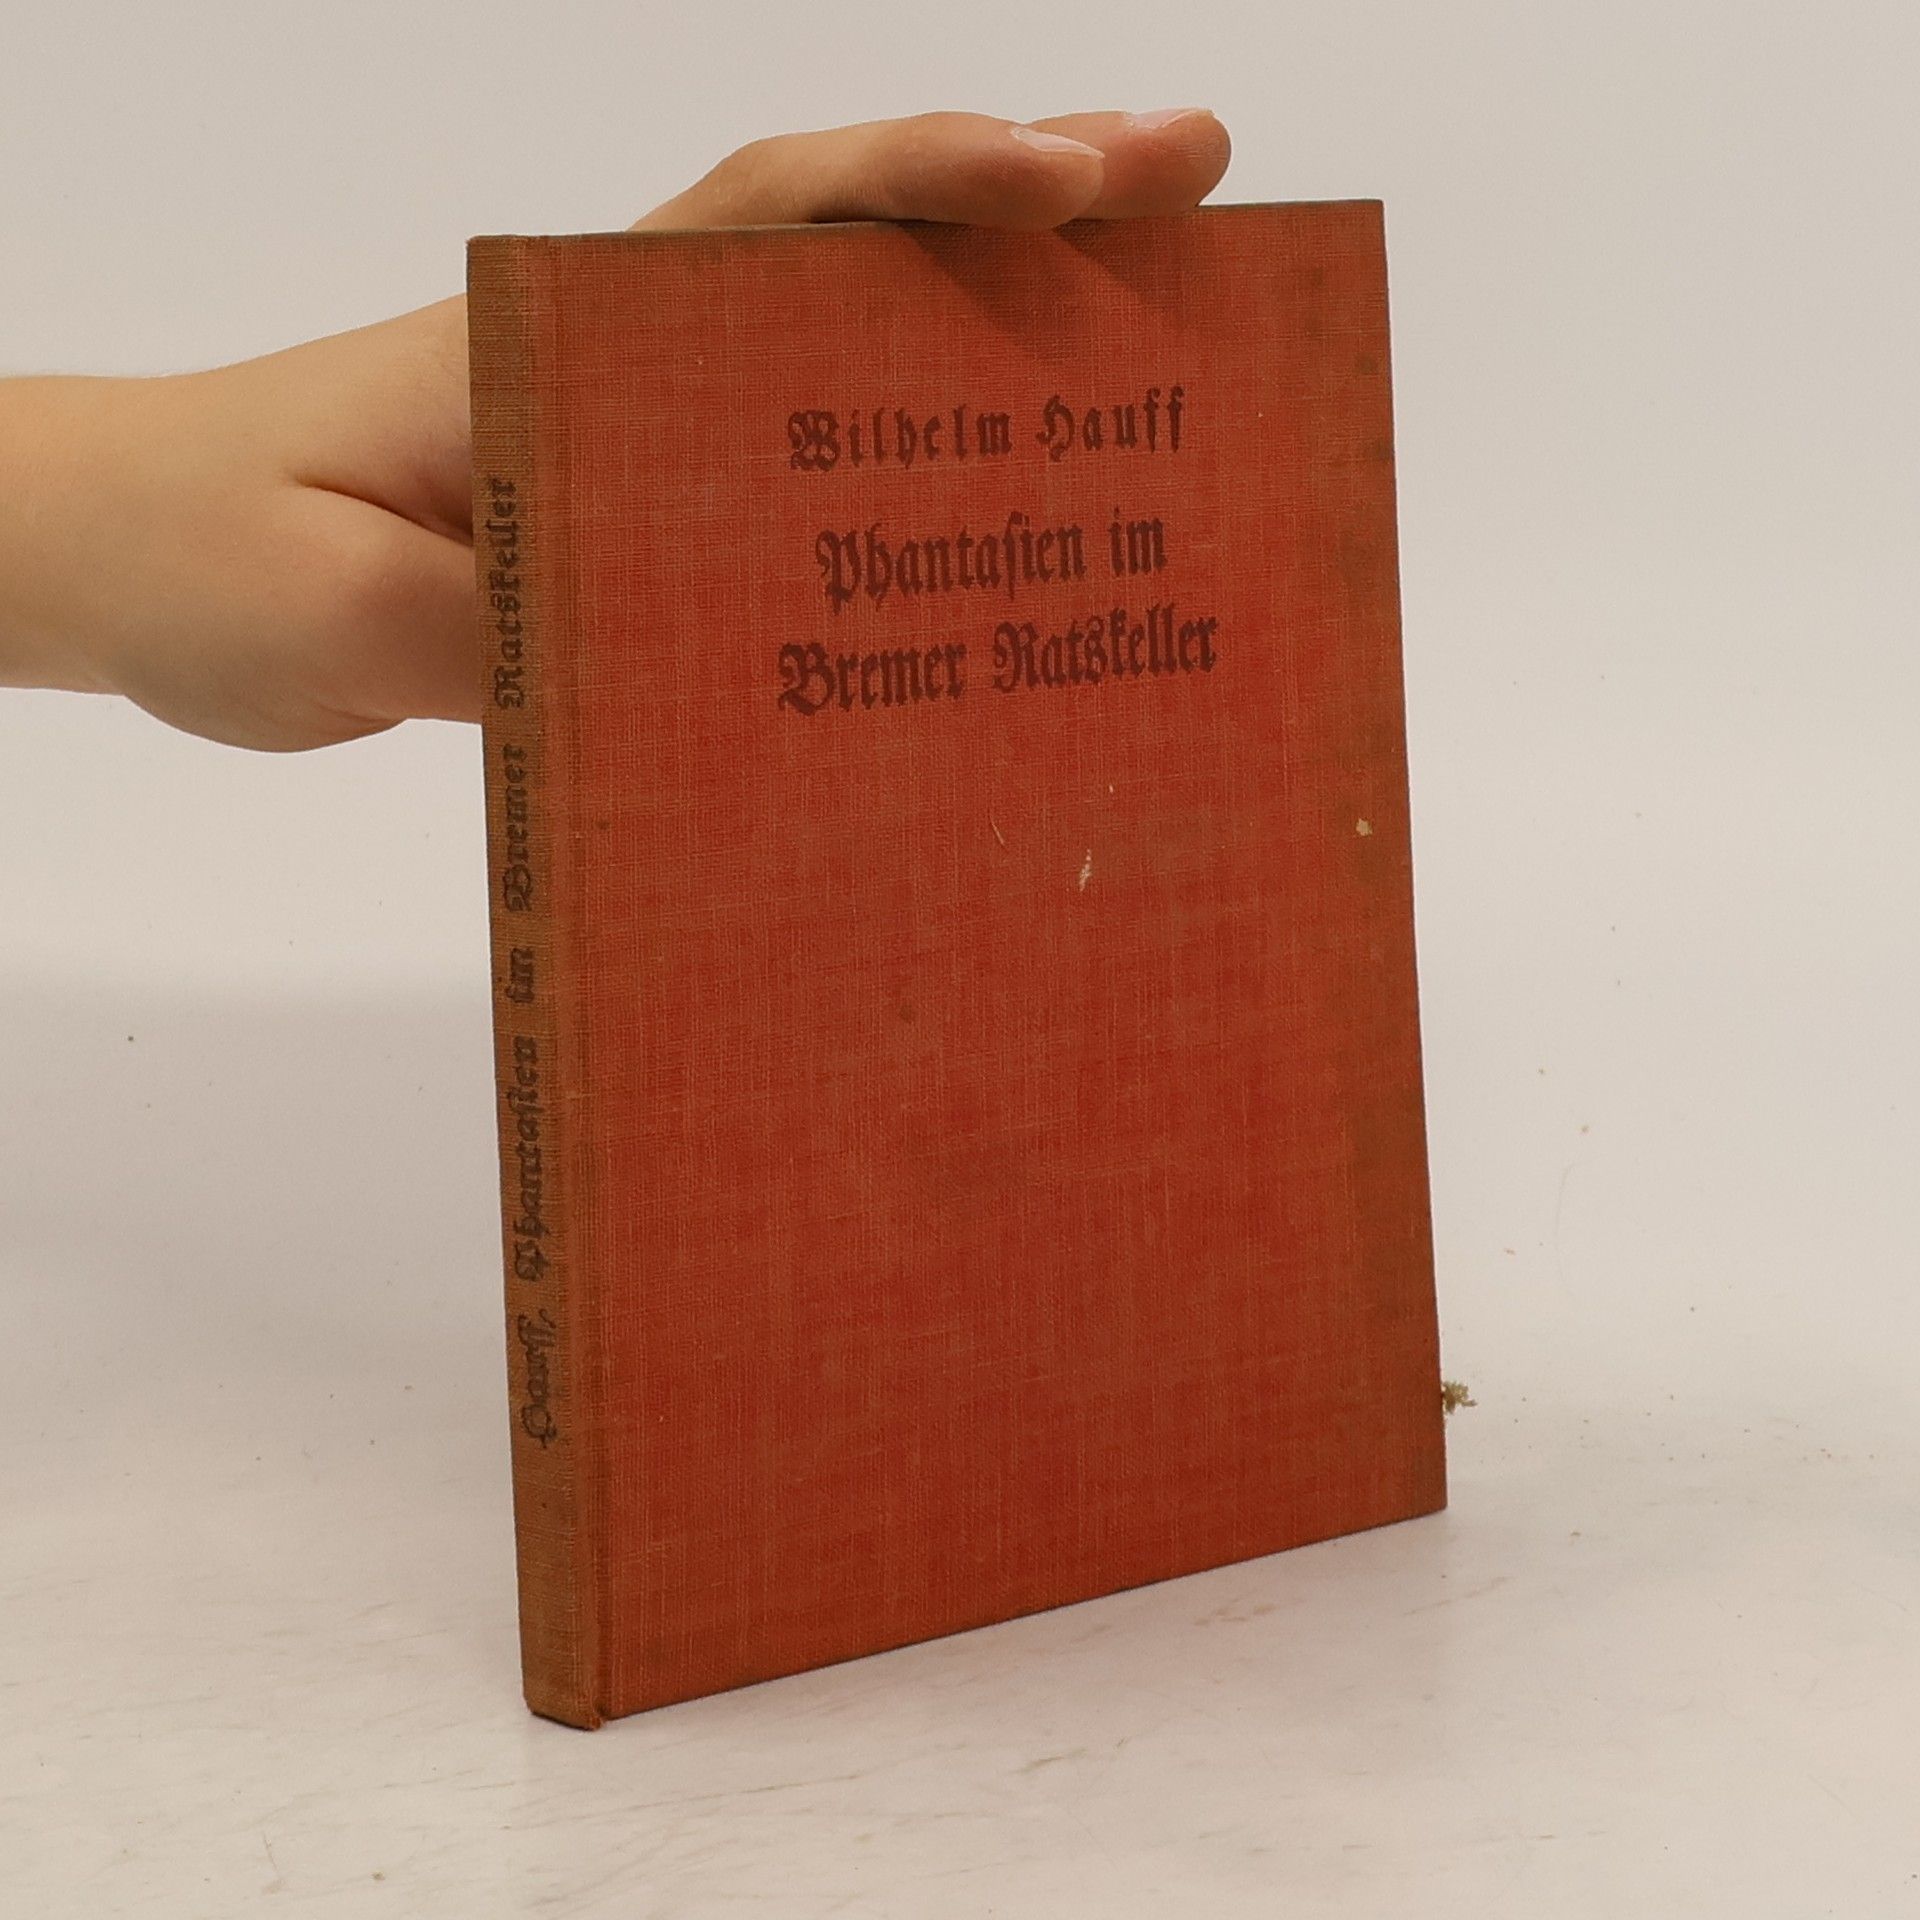 Wilhelm Hauff
Phantaſien im
Bremer Ratskeller
Hauff, Phantaſien im Bremer Ratskeller